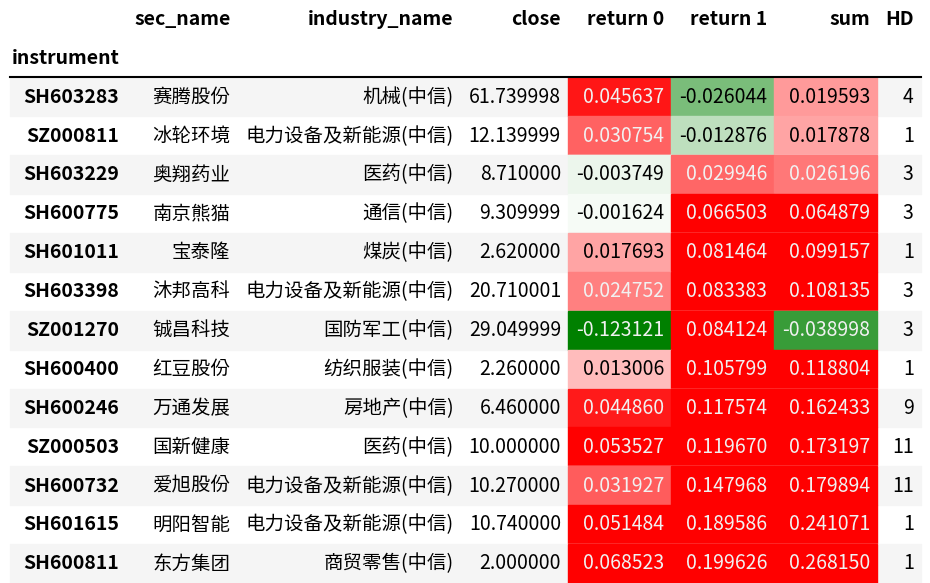 sec_name industry_name close return 0 return 1 sum HD
instrument
SH603283 赛腾股份 机械(中信) 61.739998 0.045637 -0.026044 0.019593 4
SZ000811 冰轮环境 电力设备及新能源(中信) 12.139999 0.030754 -0.012876 0.017878 1
SH603229 奥翔药业 医药(中信) 8.710000 -0.003749 0.029946 0.026196 3
SH600775 南京熊猫 通信(中信) 9.309999 -0.001624 0.066503 0.064879 3
SH601011 宝泰隆 煤炭(中信) 2.620000 0.017693 0.081464 0.099157 1
SH603398 沐邦高科 电力设备及新能源(中信) 20.710001 0.024752 0.083383 0.108135 3
SZ001270 铖昌科技 国防军工(中信) 29.049999 -0.123121 0.084124 -0.038998 3
SH600400 红豆股份 纺织服装(中信) 2.260000 0.013006 0.105799 0.118804 1
SH600246 万通发展 房地产(中信) 6.460000 0.044860 0.117574 0.162433 9
SZ000503 国新健康 医药(中信) 10.000000 0.053527 0.119670 0.173197 11
SH600732 爱旭股份 电力设备及新能源(中信) 10.270000 0.031927 0.147968 0.179894 11
SH601615 明阳智能 电力设备及新能源(中信) 10.740000 0.051484 0.189586 0.241071 1
SH600811 东方集团 商贸零售(中信) 2.000000 0.068523 0.199626 0.268150 1